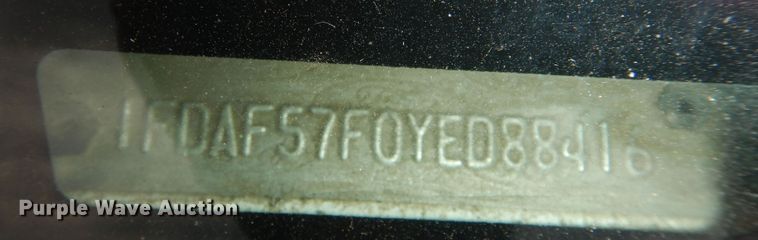 1FDAF57F0YED88416
Purple Wave Auction